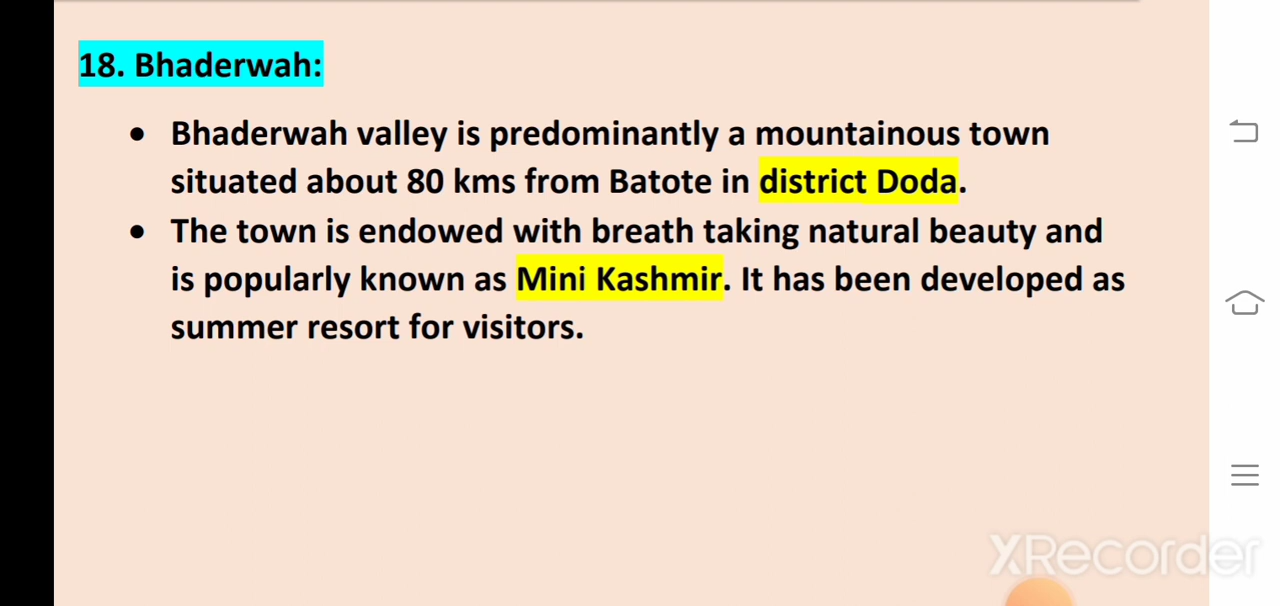 18. Bhaderwah:
• Bhaderwah valley is predominantly a mountainous town
situated about 80 kms from Batote in district Doda.
• The town is endowed with breath taking natural beauty and
is popularly known as Mini Kashmir. It has been developed as
summer resort for visitors.
XRecorder